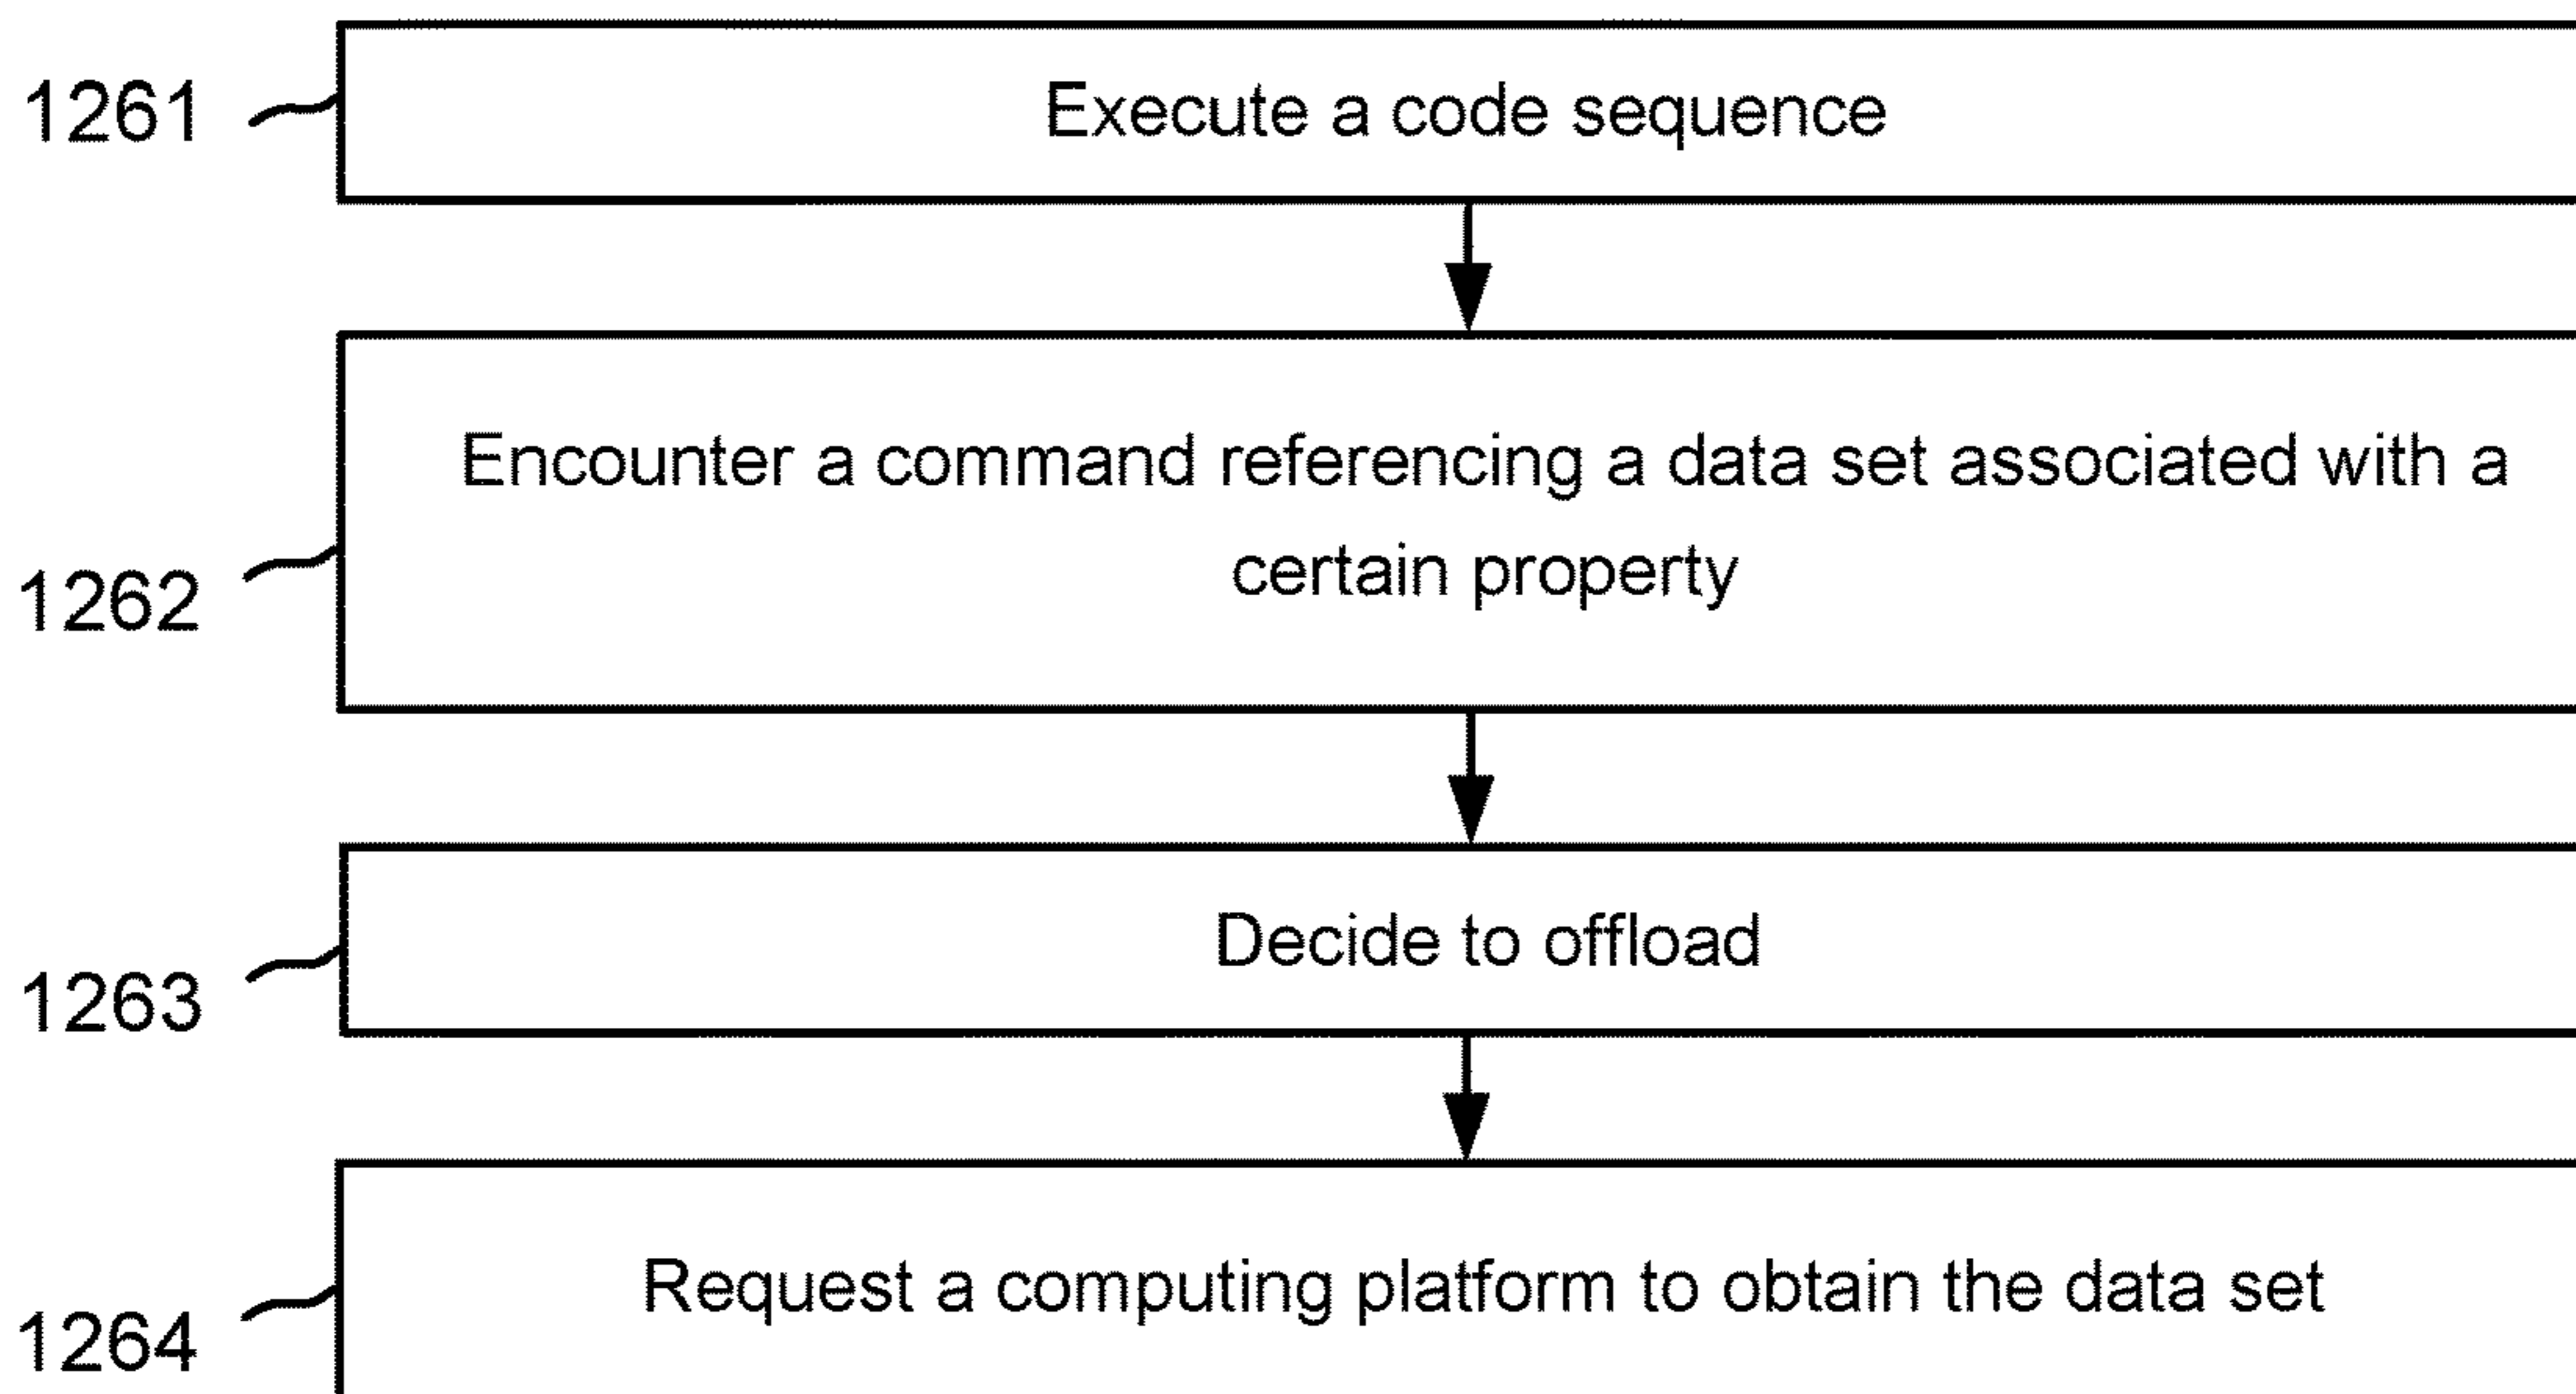 1261
Execute a code sequence
Encounter a command referencing a data set associated with a
certain property
1262
Decide to offload
1263
Request a computing platform to obtain the data set
1264